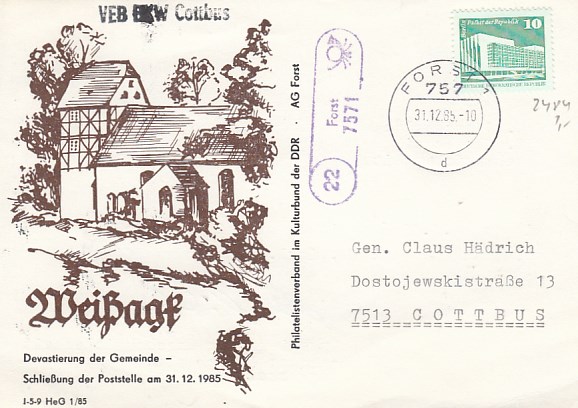 VEB BKW Cottbus
Weißagk
Devastierung der Gemeinde –
Schließung der Poststelle am 31.12.1985
J-5-9 HeG 1/85
Philatelistenverband im Kulturbund der DDR · AG Forst
22
Forst
7571
FORST
757
31.12.85.-10
d
10
Palast der Republik
Gen. Claus Hädrich
Dostojewskistraße 13
7513 COTTBUS